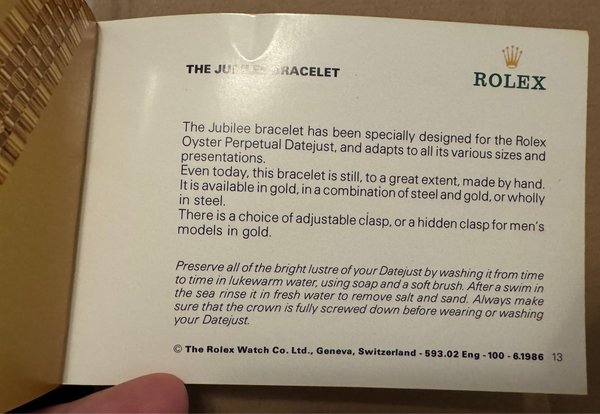 THE JUBILEE BRACELET
ROLEX
The Jubilee bracelet has been specially designed for the Rolex
Oyster Perpetual Datejust, and adapts to all its various sizes and
presentations.
Even today, this bracelet is still, to a great extent, made by hand.
It is available in gold, in a combination of steel and gold, or wholly
in steel.
There is a choice of adjustable clasp, or a hidden clasp for men's
models in gold.
Preserve all of the bright lustre of your Datejust by washing it from time
to time in lukewarm water, using soap and a soft brush. After a swim in
the sea rinse it in fresh water to remove salt and sand. Always make
sure that the crown is fully screwed down before wearing or washing
your Datejust.
© The Rolex Watch Co. Ltd., Geneva, Switzerland - 593.02 Eng - 100 - 6.1986 13